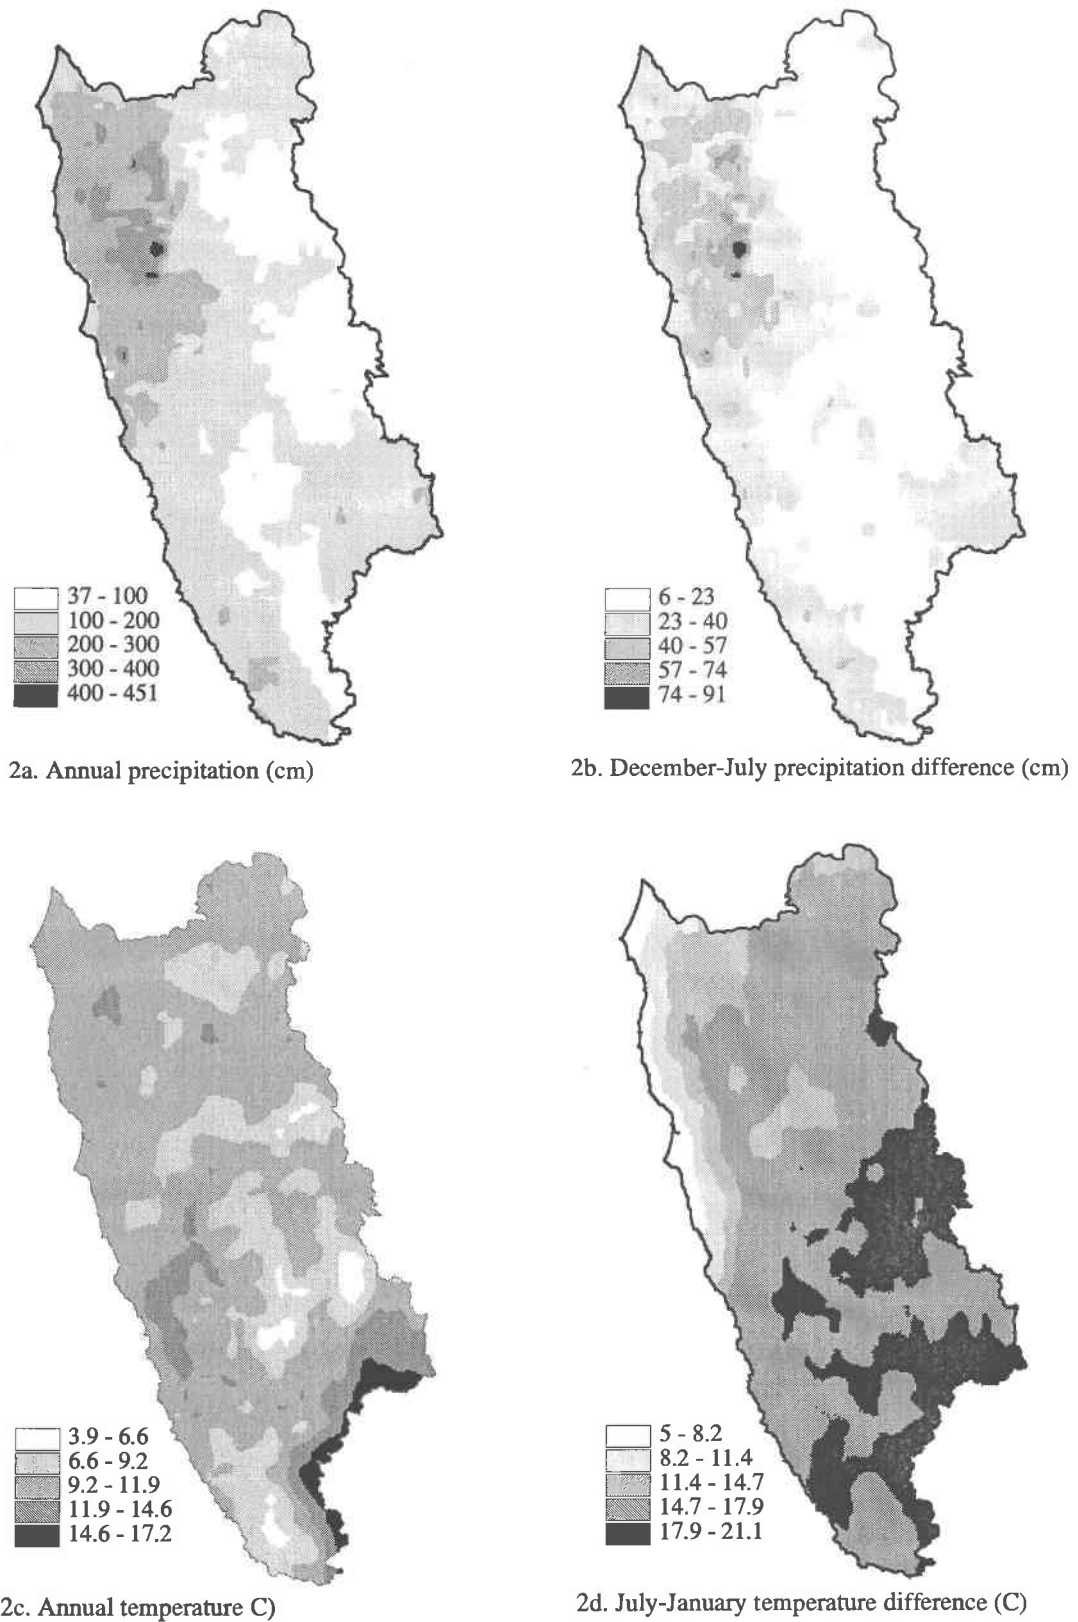 37 - 100
100 - 200
200 - 300
300 - 400
400 - 451
2a. Annual precipitation (cm)
6 - 23
23 - 40
40 - 57
57 - 74
74 - 91
2b. December-July precipitation difference (cm)
3.9 - 6.6
6.6 - 9.2
9.2 - 11.9
11.9 - 14.6
14.6 - 17.2
2c. Annual temperature C)
5 - 8.2
8.2 - 11.4
11.4 - 14.7
14.7 - 17.9
17.9 - 21.1
2d. July-January temperature difference (C)